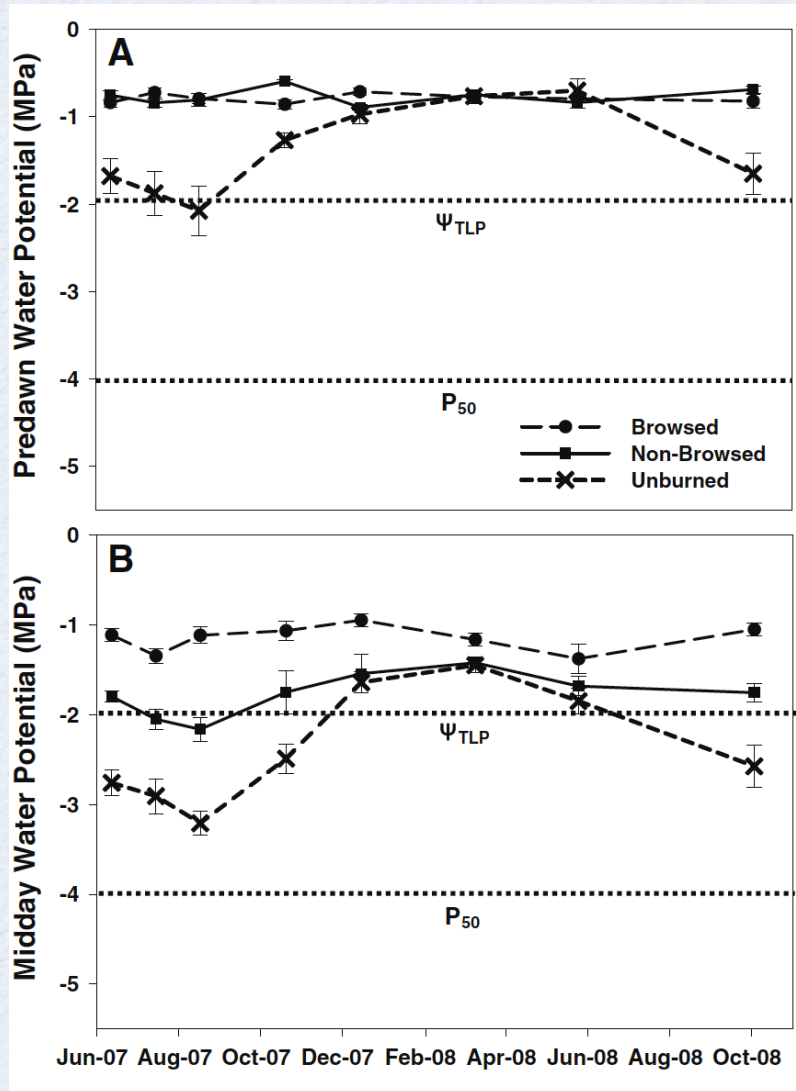 Predawn Water Potential (MPa)
A
0
-1
-2
-3
-4
-5
ΨTLP
P50
Browsed
Non-Browsed
Unburned
Midday Water Potential (MPa)
B
0
-1
-2
-3
-4
-5
ΨTLP
P50
Jun-07 Aug-07 Oct-07 Dec-07 Feb-08 Apr-08 Jun-08 Aug-08 Oct-08